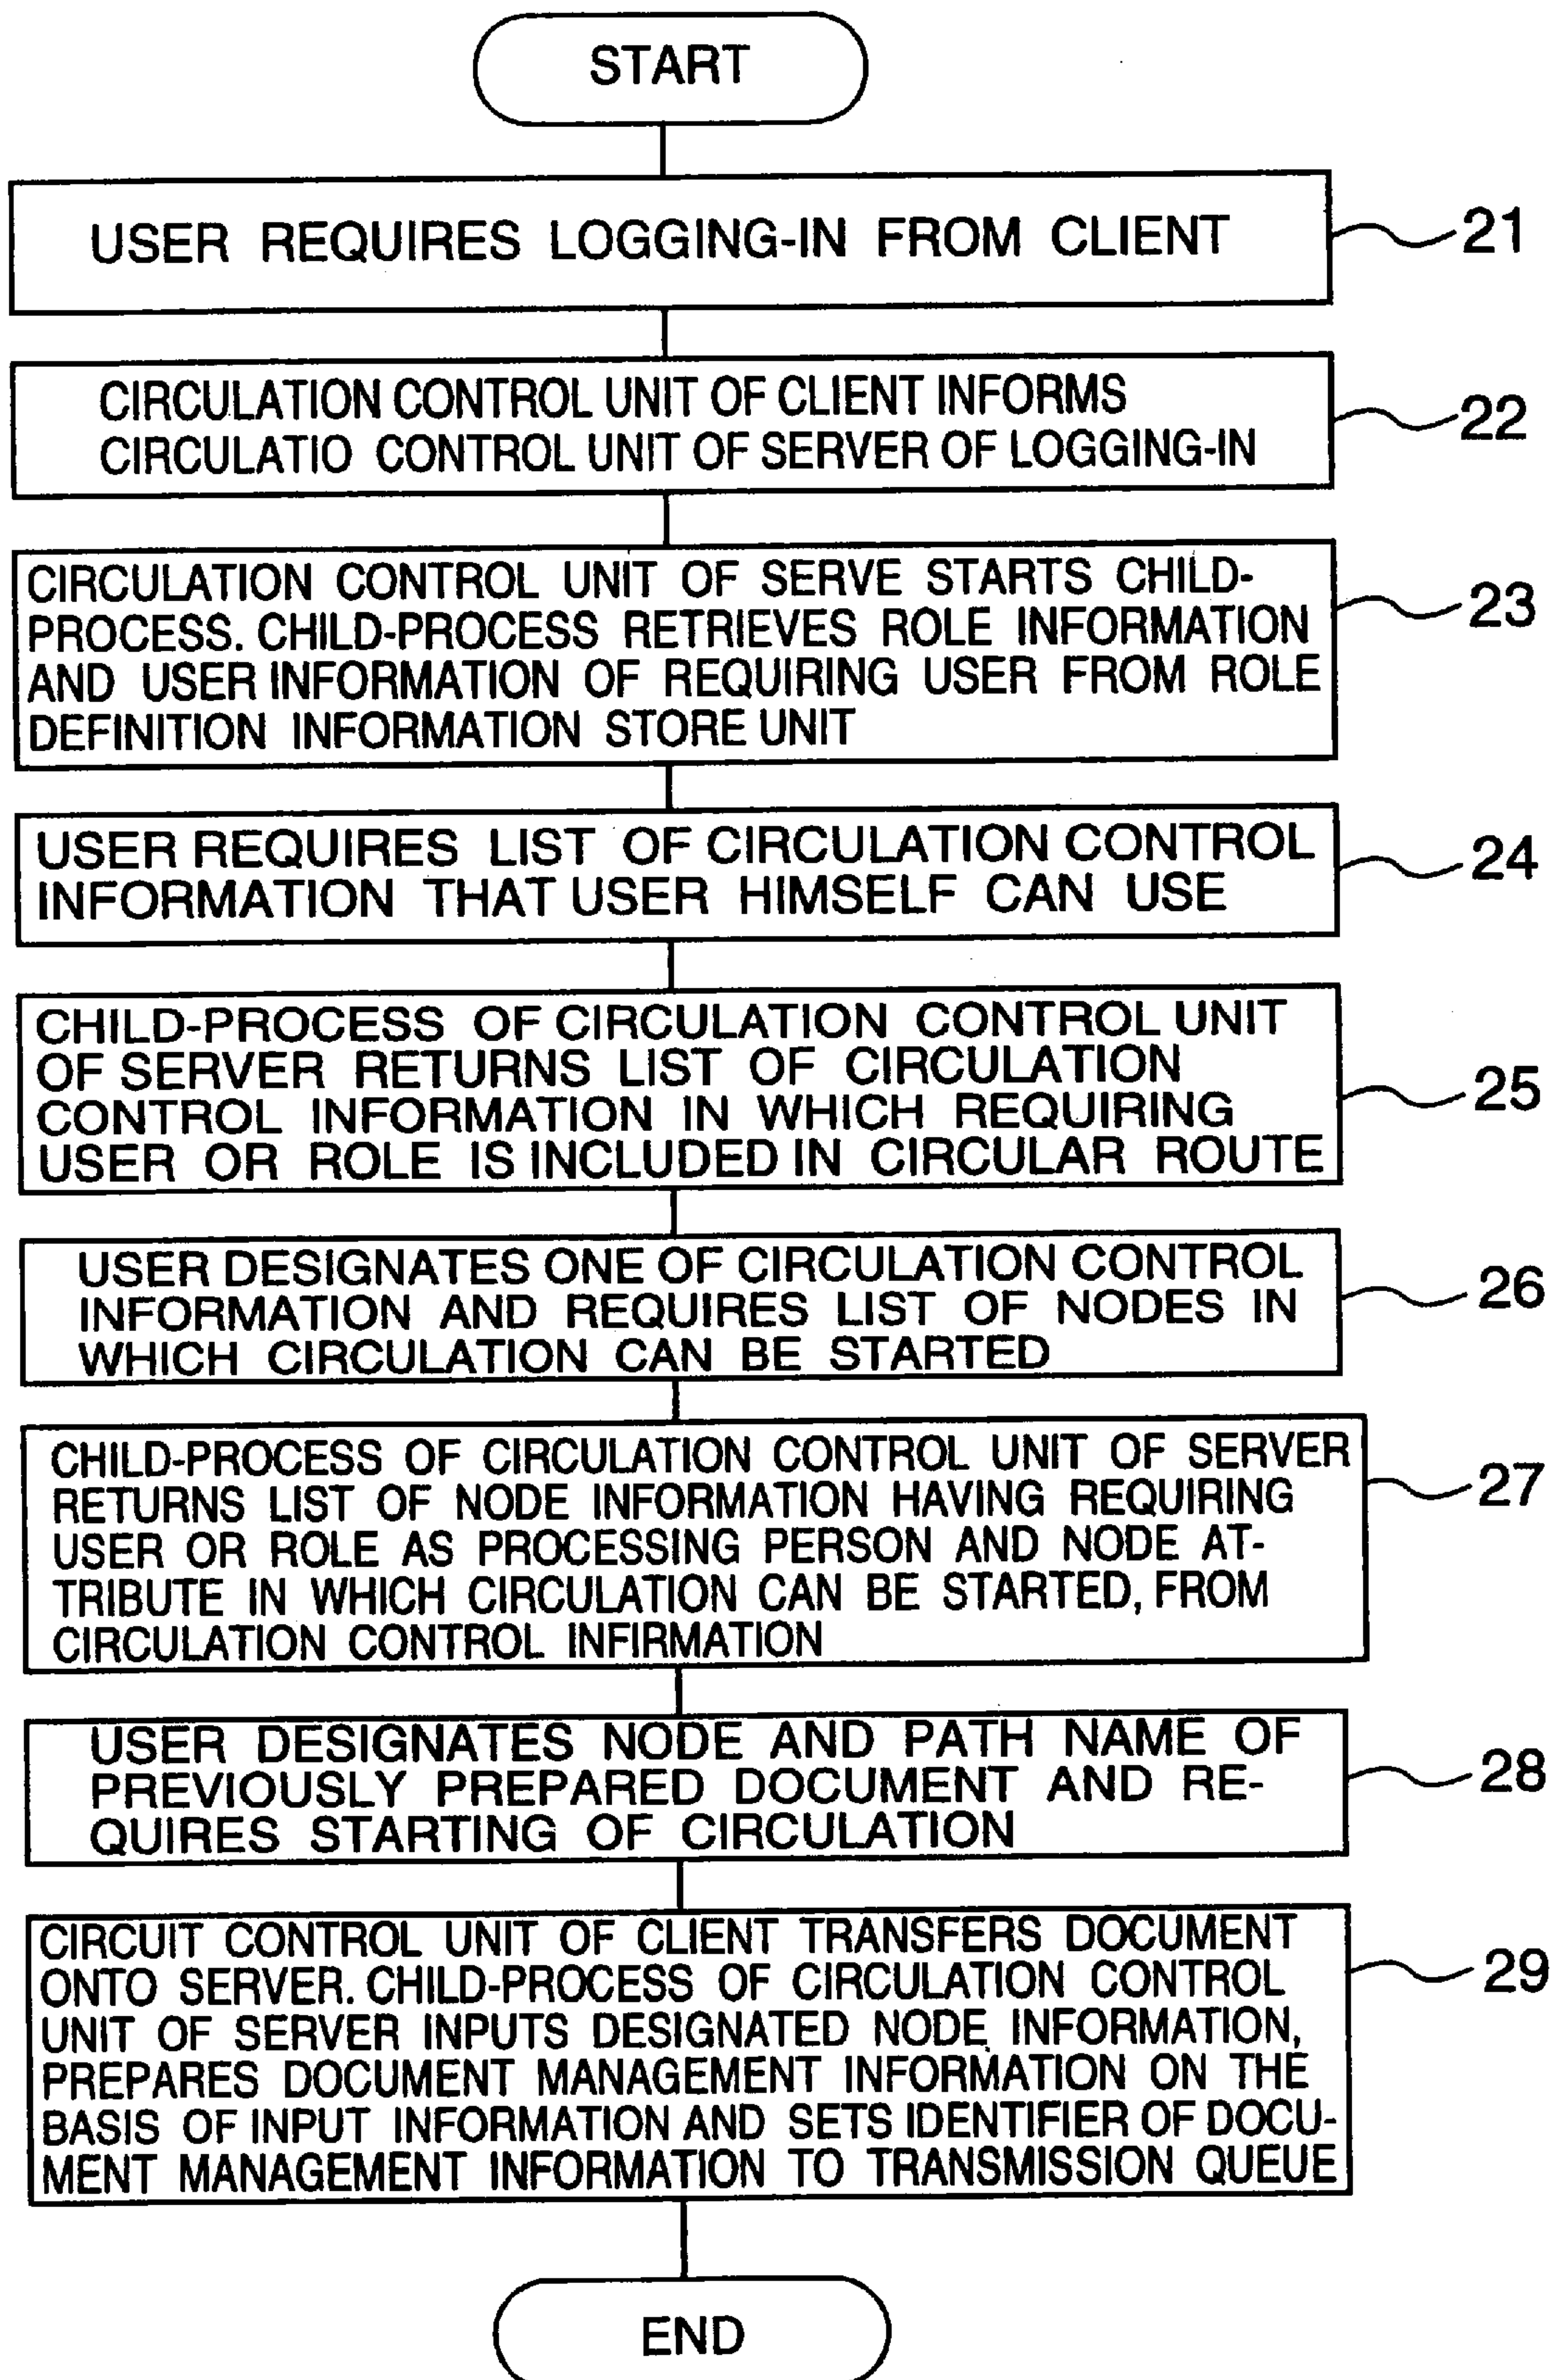 START
USER REQUIRES LOGGING-IN FROM CLIENT
21
CIRCULATION CONTROL UNIT OF CLIENT INFORMS
CIRCULATIO CONTROL UNIT OF SERVER OF LOGGING-IN
22
CIRCULATION CONTROL UNIT OF SERVE STARTS CHILD-
PROCESS. CHILD-PROCESS RETRIEVES ROLE INFORMATION
AND USER INFORMATION OF REQUIRING USER FROM ROLE
DEFINITION INFORMATION STORE UNIT
23
USER REQUIRES LIST OF CIRCULATION CONTROL
INFORMATION THAT USER HIMSELF CAN USE
24
CHILD-PROCESS OF CIRCULATION CONTROL UNIT
OF SERVER RETURNS LIST OF CIRCULATION
CONTROL INFORMATION IN WHICH REQUIRING
USER OR ROLE IS INCLUDED IN CIRCULAR ROUTE
25
USER DESIGNATES ONE OF CIRCULATION CONTROL
INFORMATION AND REQUIRES LIST OF NODES IN
WHICH CIRCULATION CAN BE STARTED
26
CHILD-PROCESS OF CIRCULATION CONTROL UNIT OF SERVER
RETURNS LIST OF NODE INFORMATION HAVING REQUIRING
USER OR ROLE AS PROCESSING PERSON AND NODE AT-
TRIBUTE IN WHICH CIRCULATION CAN BE STARTED, FROM
CIRCULATION CONTROL INFIRMATION
27
USER DESIGNATES NODE AND PATH NAME OF
PREVIOUSLY PREPARED DOCUMENT AND RE-
QUIRES STARTING OF CIRCULATION
28
CIRCUIT CONTROL UNIT OF CLIENT TRANSFERS DOCUMENT
ONTO SERVER. CHILD-PROCESS OF CIRCULATION CONTROL
UNIT OF SERVER INPUTS DESIGNATED NODE INFORMATION,
PREPARES DOCUMENT MANAGEMENT INFORMATION ON THE
BASIS OF INPUT INFORMATION AND SETS IDENTIFIER OF DOCU-
MENT MANAGEMENT INFORMATION TO TRANSMISSION QUEUE
29
END